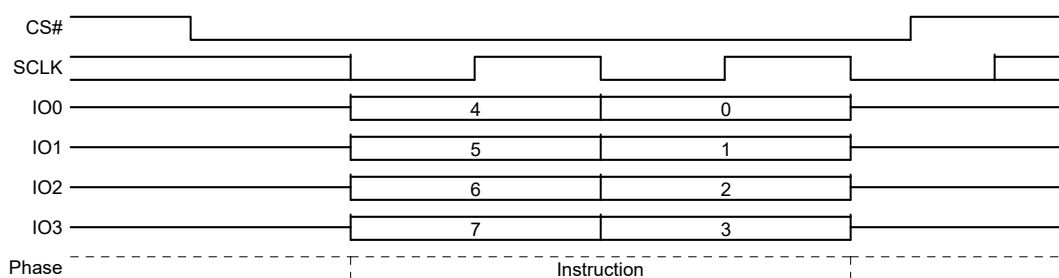 CS#
SCLK
IO0 4 0
IO1 5 1
IO2 6 2
IO3 7 3
Phase Instruction